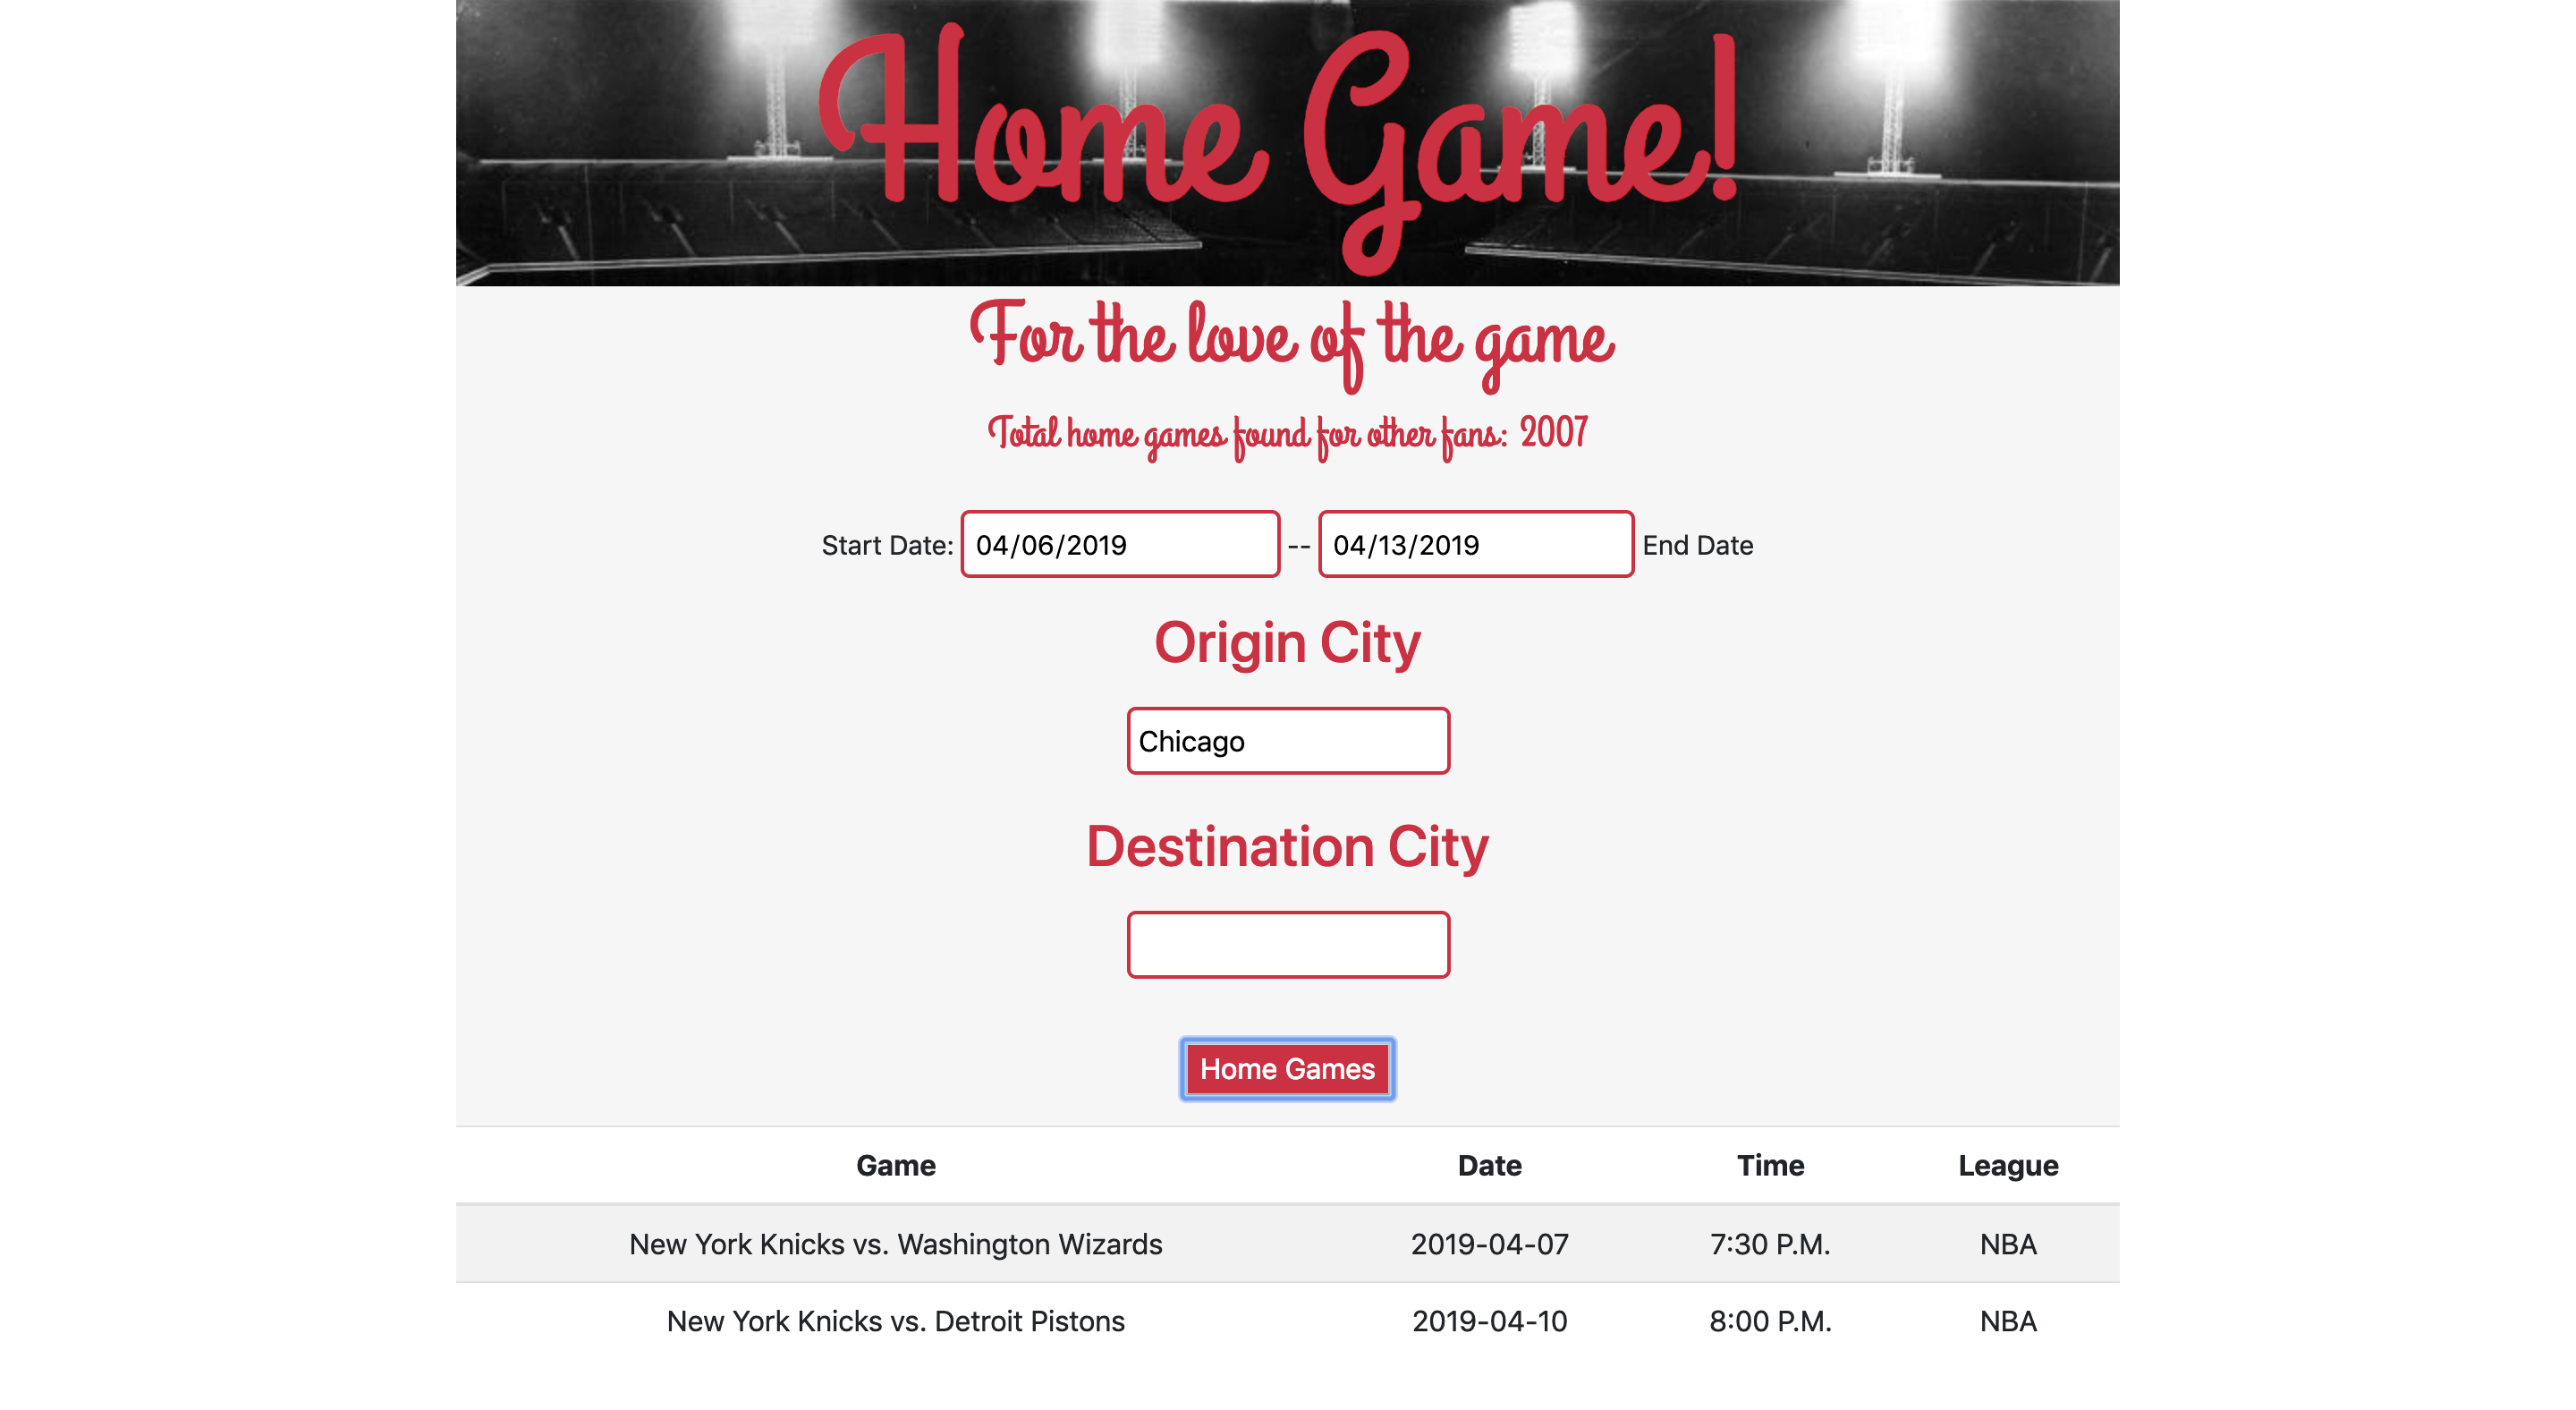 Home Game!
For the love of the game
Total home games found for other fans: 2007
Start Date: 04/06/2019 -- 04/13/2019 End Date
Origin City
Chicago
Destination City
Home Games
Game Date Time League
New York Knicks vs. Washington Wizards 2019-04-07 7:30 P.M. NBA
New York Knicks vs. Detroit Pistons 2019-04-10 8:00 P.M. NBA